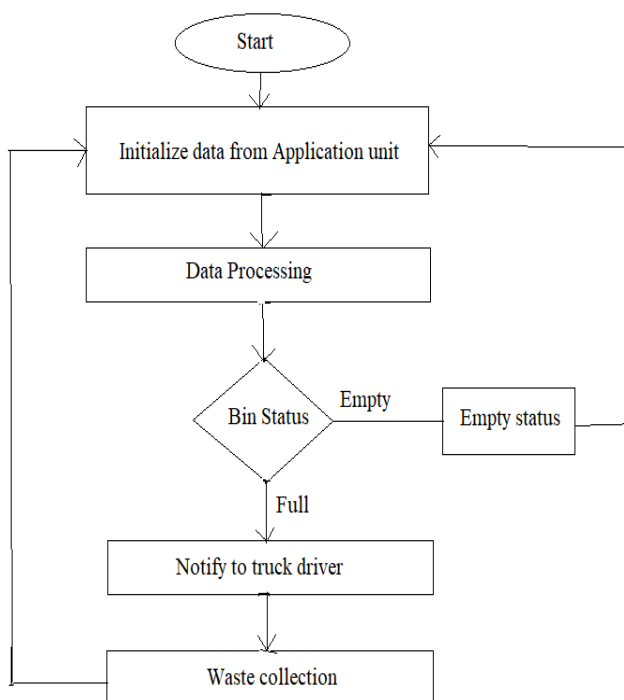 Start
Initialize data from Application unit
Data Processing
Bin Status
Empty
Empty status
Full
Notify to truck driver
Waste collection